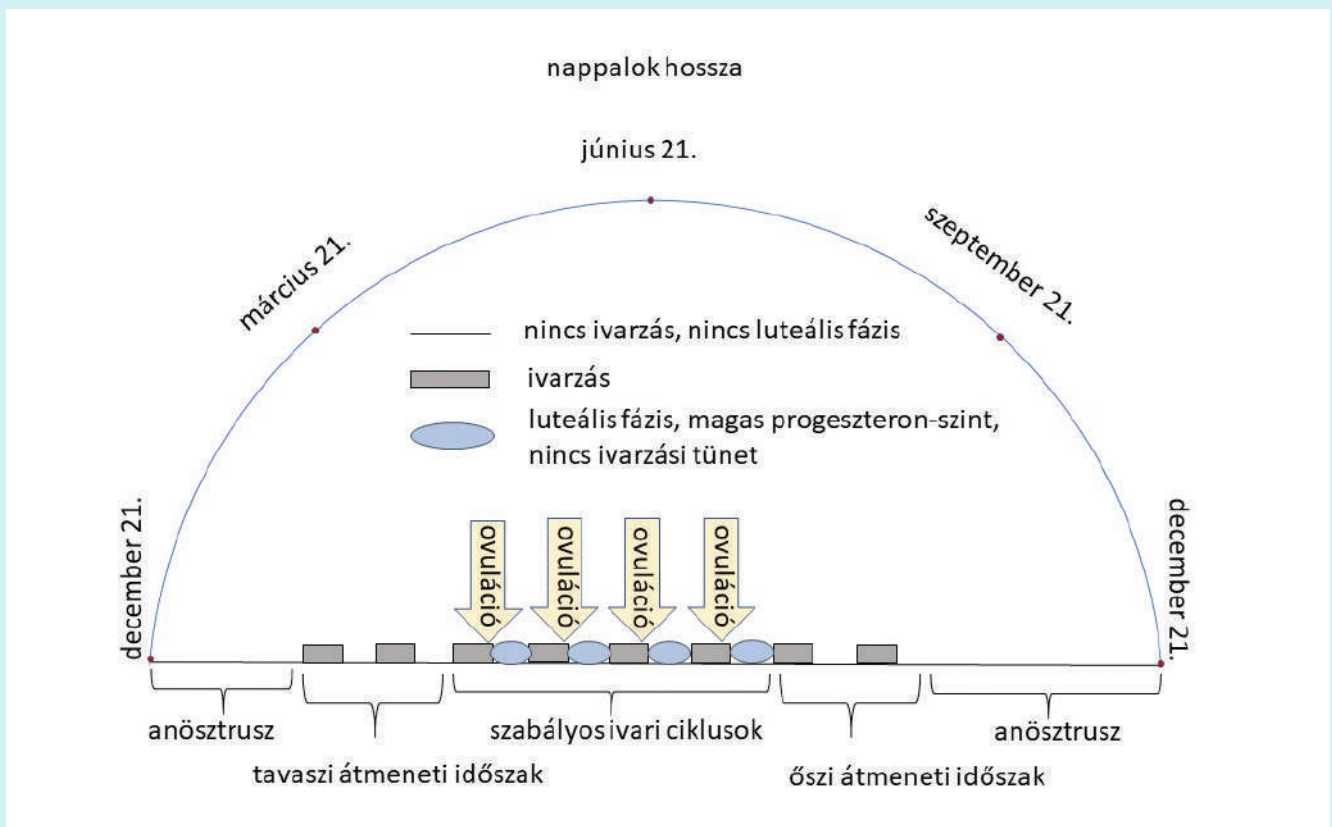 nappalok hossza
június 21.
március 21.
szeptember 21.
nincs ivarzás, nincs luteális fázis
ivarzás
luteális fázis, magas progeszteron-szint,
nincs ivarzási tünet
december 21.
ovuláció
ovuláció
ovuláció
ovuláció
december 21.
anösztrusz
szabályos ivari ciklusok
anösztrusz
tavaszi átmeneti időszak
őszi átmeneti időszak